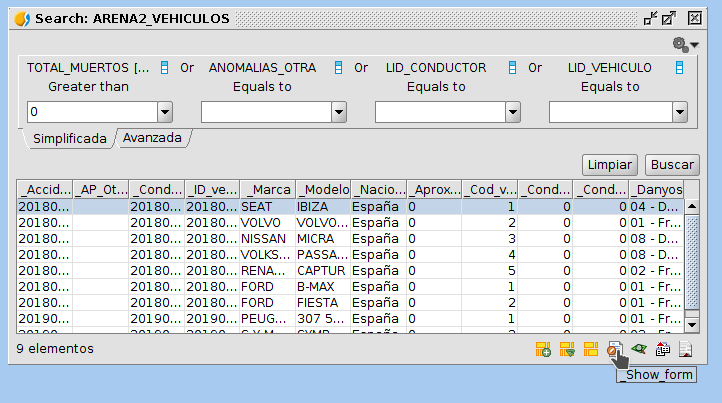 Search: ARENA2_VEHICULOS
TOTAL_MUERTOS [... Or ANOMALIAS_OTRA Or LID_CONDUCTOR Or LID_VEHICULO
Greater than Equals to Equals to Equals to
0
Simplificada Avanzada
Limpiar Buscar
_Accid... _AP_Ot... _Cond... _ID_ve... _Marca _Modelo _Nacio... _Aprox... _Cod_v... _Cond... _Cond... _Danyos
20180... 20180... 20180... SEAT IBIZA España 0 1 0 0 04 - D...
20180... 20180... 20180... VOLVO VOLVO... España 0 2 0 0 01 - Fr...
20180... 20180... 20180... NISSAN MICRA España 0 3 0 0 08 - D...
20180... 20180... 20180... VOLKS... PASSA... España 0 4 0 0 08 - D...
20180... 20180... 20180... RENA... CAPTUR España 0 5 0 0 02 - Fr...
20180... 20180... 20180... FORD B-MAX España 0 1 0 0 01 - Fr...
20180... 20180... 20180... FORD FIESTA España 0 2 0 0 01 - Fr...
20190... 20190... 20190... PEUG... 307 5... España 0 1 0 0 01 - Fr...
9 elementos
_Show_form